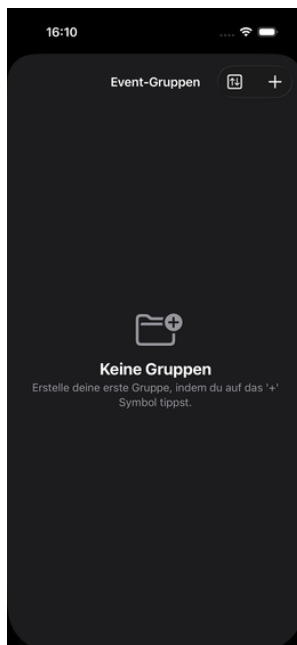 16:10
Event-Gruppen
Keine Gruppen
Erstelle deine erste Gruppe, indem du auf das '+'
Symbol tippst.